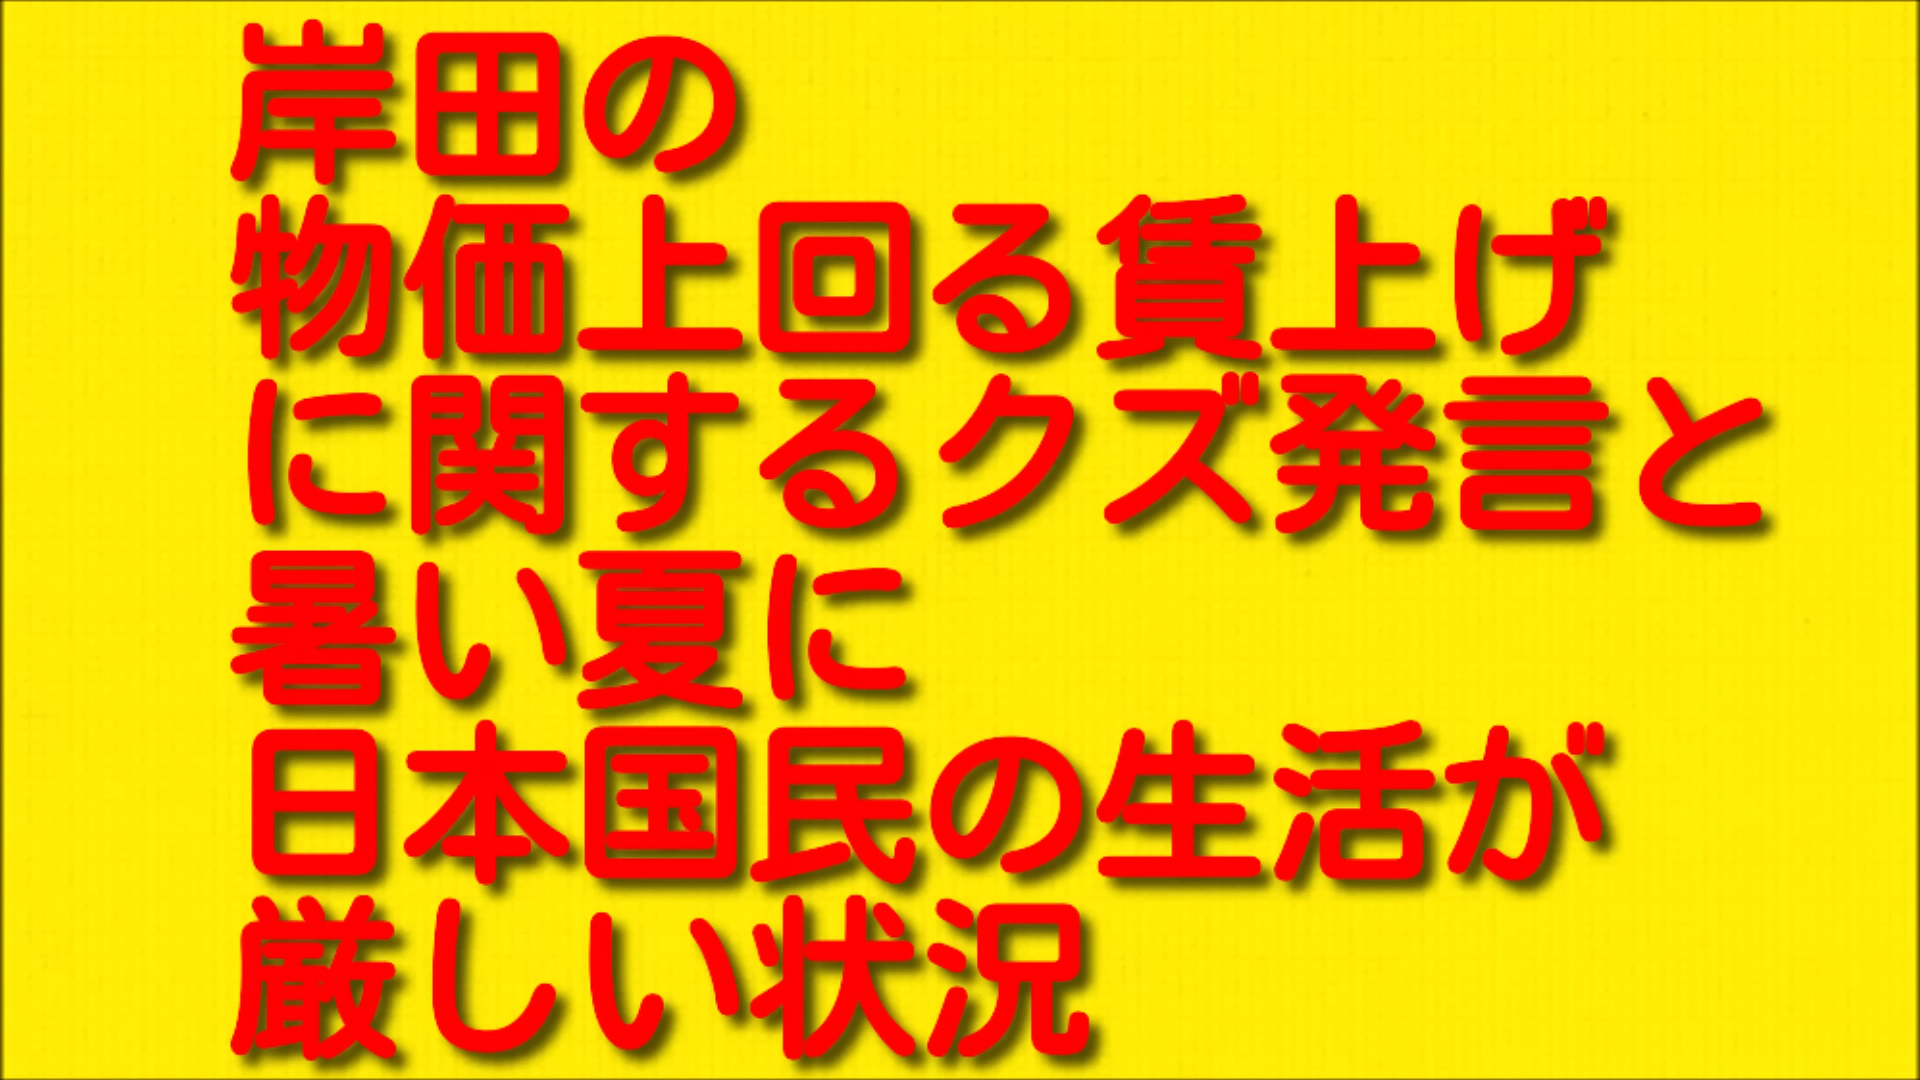 岸田の
物価上回る賃上げ
に関するクズ発言と
暑い夏に
日本国民の生活が
厳しい状況